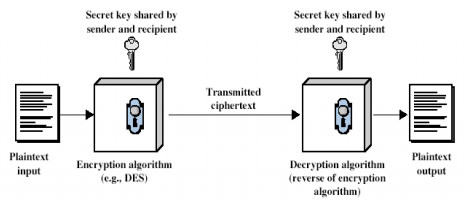 Secret key shared by
sender and recipient
Secret key shared by
sender and recipient
Transmitted
ciphertext
Plaintext
input
Encryption algorithm
(e.g., DES)
Decryption algorithm
(reverse of encryption
algorithm)
Plaintext
output